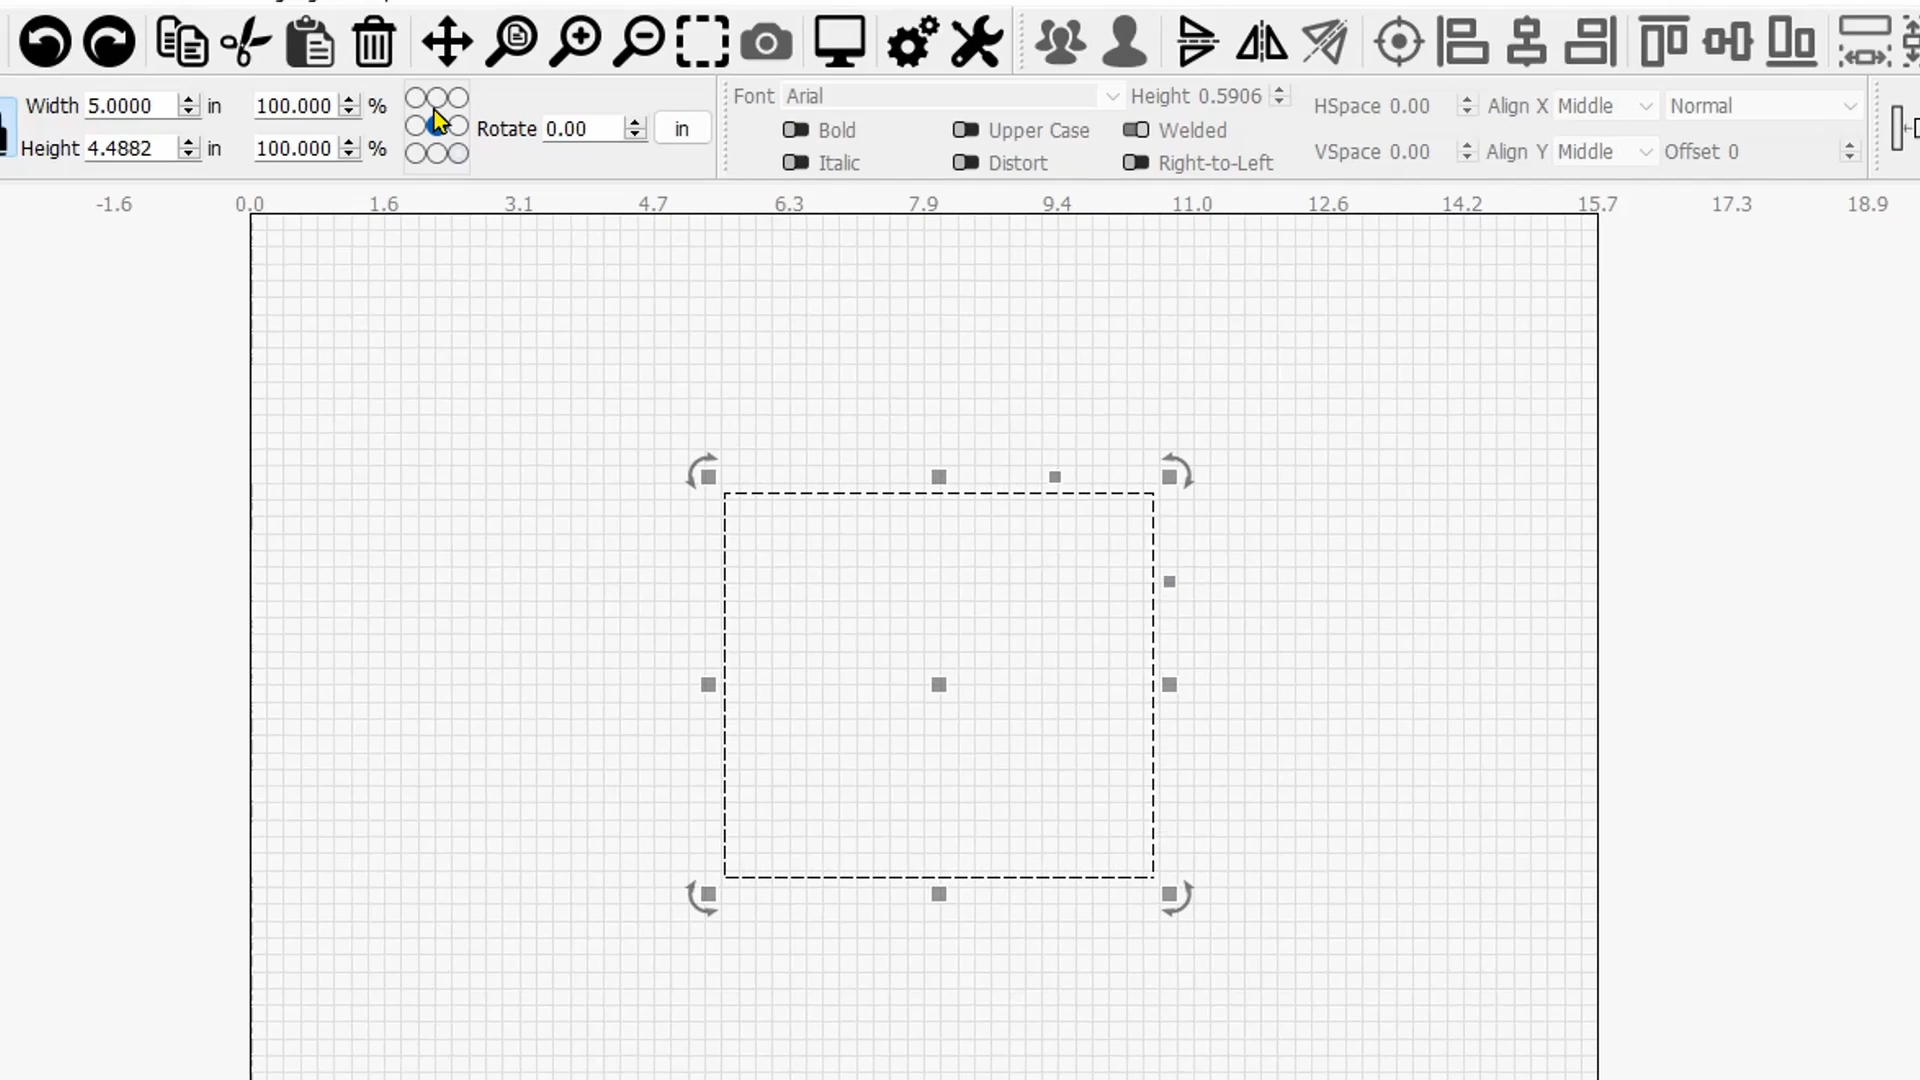 Width 5.0000 in 100.000 %
Height 4.4882 in 100.000 %
Rotate 0.00 in
Font Arial Height 0.5906
Bold Upper Case Welded
Italic Distort Right-to-Left
HSpace 0.00 Align X Middle Normal
VSpace 0.00 Align Y Middle Offset 0
-1.6 0.0 1.6 3.1 4.7 6.3 7.9 9.4 11.0 12.6 14.2 15.7 17.3 18.9